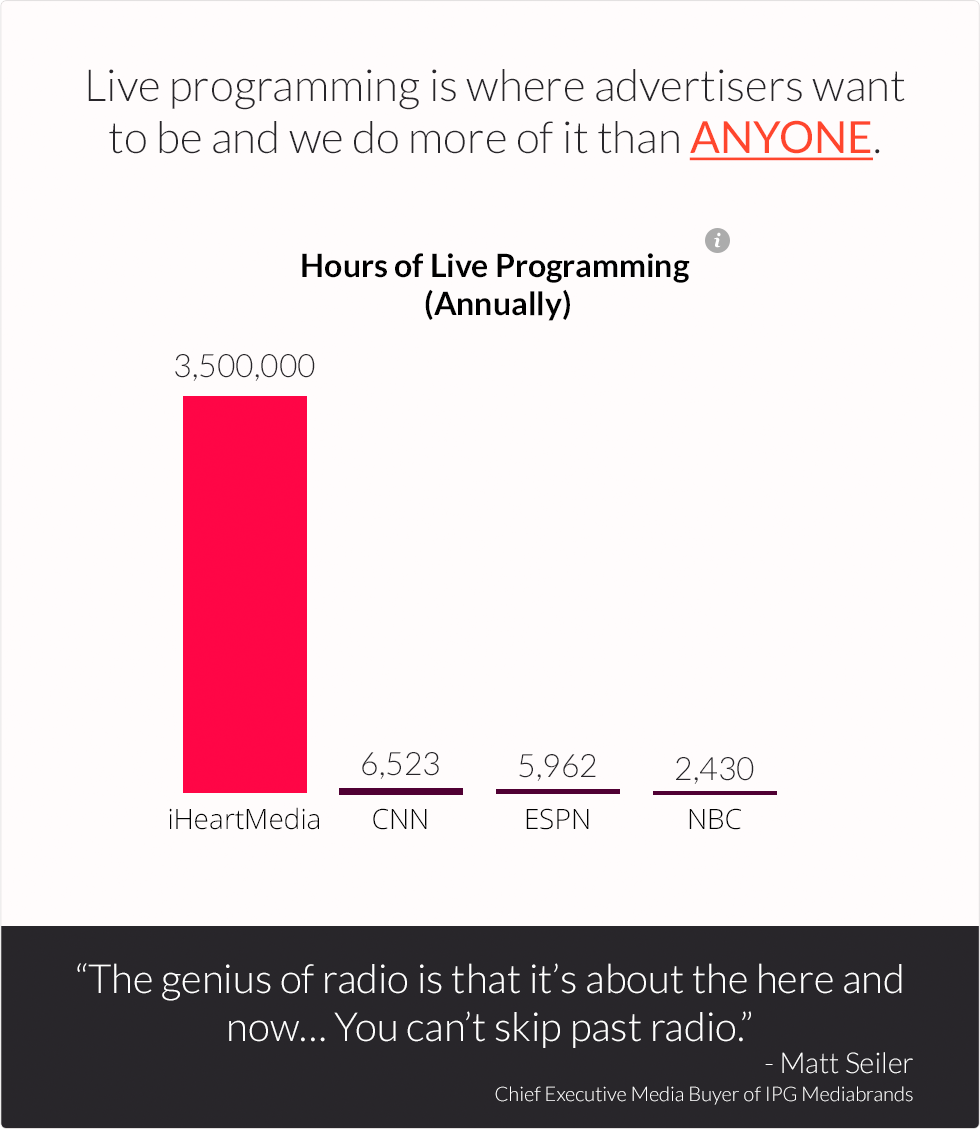 Live programming is where advertisers want
to be and we do more of it than ANYONE.
i
Hours of Live Programming
(Annually)
3,500,000
6,523
5,962
2,430
iHeartMedia
CNN
ESPN
NBC
“The genius of radio is that it’s about the here and
now... You can’t skip past radio.”
- Matt Seiler
Chief Executive Media Buyer of IPG Mediabrands